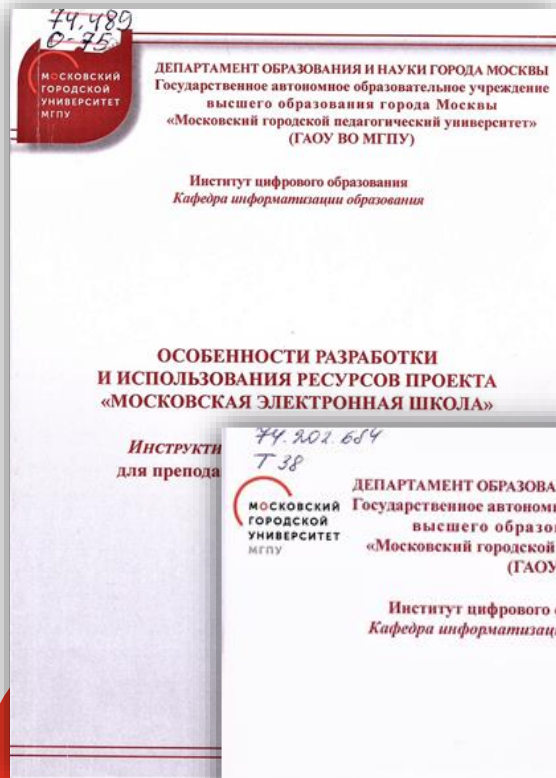 74.489
О-75
МОСКОВСКИЙ
ГОРОДСКОЙ
УНИВЕРСИТЕТ
МГПУ
ДЕПАРТАМЕНТ ОБРАЗОВАНИЯ И НАУКИ ГОРОДА МОСКВЫ
Государственное автономное образовательное учреждение
высшего образования города Москвы
«Московский городской педагогический университет»
(ГАОУ ВО МГПУ)
Институт цифрового образования
Кафедра информатизации образования
ОСОБЕННОСТИ РАЗРАБОТКИ
И ИСПОЛЬЗОВАНИЯ РЕСУРСОВ ПРОЕКТА
«МОСКОВСКАЯ ЭЛЕКТРОННАЯ ШКОЛА»
Инструкти
для препода
74.202.684
Т 38
МОСКОВСКИЙ
ГОРОДСКОЙ
УНИВЕРСИТЕТ
МГПУ
ДЕПАРТАМЕНТ ОБРАЗОВА
Государственное автономн
высшего образов
«Московский городской
(ГАОУ
Институт цифрового
Кафедра информатизац